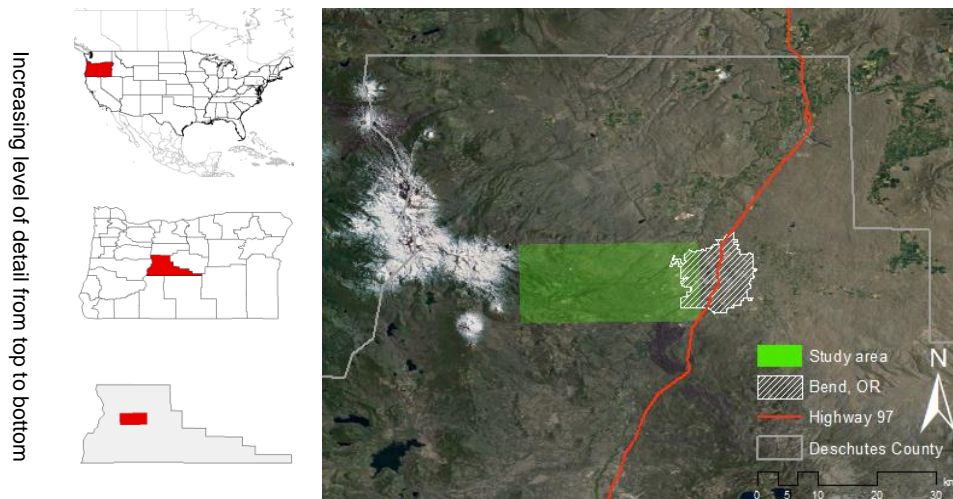 Increasing level of detail from top to bottom
Study area
Bend, OR
Highway 97
Deschutes County
N
0 5 10 20 30
km